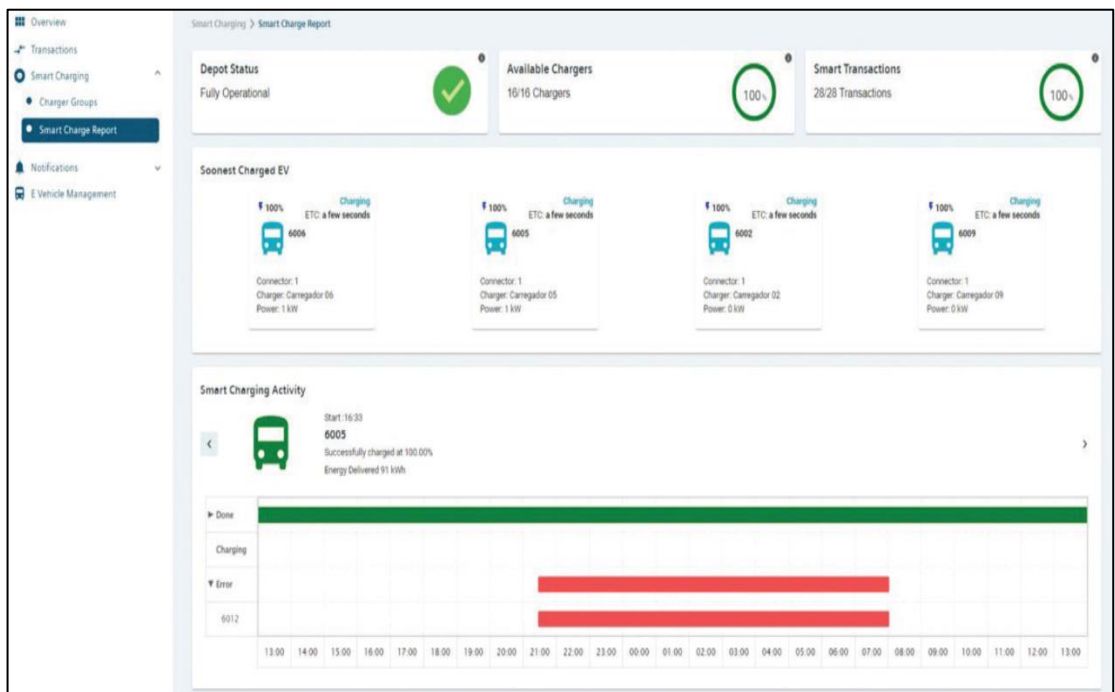 Overview
Transactions
Smart Charging
Charger Groups
Smart Charge Report
Notifications
E Vehicle Management
Smart Charging > Smart Charge Report
Depot Status
Fully Operational
Available Chargers
16/16 Chargers
100%
Smart Transactions
28/28 Transactions
100%
Soonest Charged EV
100%
Charging
ETC: a few seconds
6006
Connector: 1
Charger: Carregador 06
Power: 1 kW
100%
Charging
ETC: a few seconds
6005
Connector: 1
Charger: Carregador 05
Power: 1 kW
100%
Charging
ETC: a few seconds
6002
Connector: 1
Charger: Carregador 02
Power: 0 kW
100%
Charging
ETC: a few seconds
6009
Connector: 1
Charger: Carregador 09
Power: 0 kW
Smart Charging Activity
Start :16:33
6005
Successfully charged at 100.00%
Energy Delivered 91 kWh
Done
Charging
Error
6012
13:00 14:00 15:00 16:00 17:00 18:00 19:00 20:00 21:00 22:00 23:00 00:00 01:00 02:00 03:00 04:00 05:00 06:00 07:00 08:00 09:00 10:00 11:00 12:00 13:00